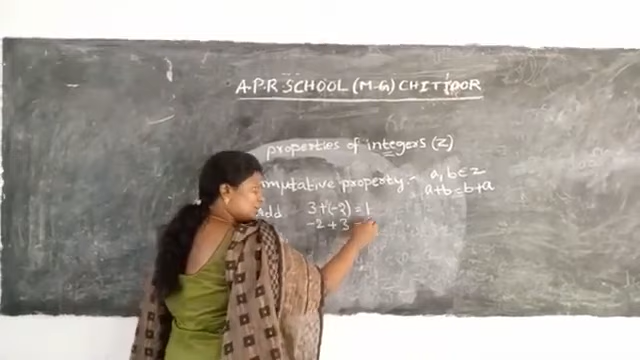 A.P.R SCHOOL (M-G) CHITTOOR
properties of integers (Z)
mutative property:- a, b ∈ Z
a+b=b+a
add 3+(-2)=1
-2+3=